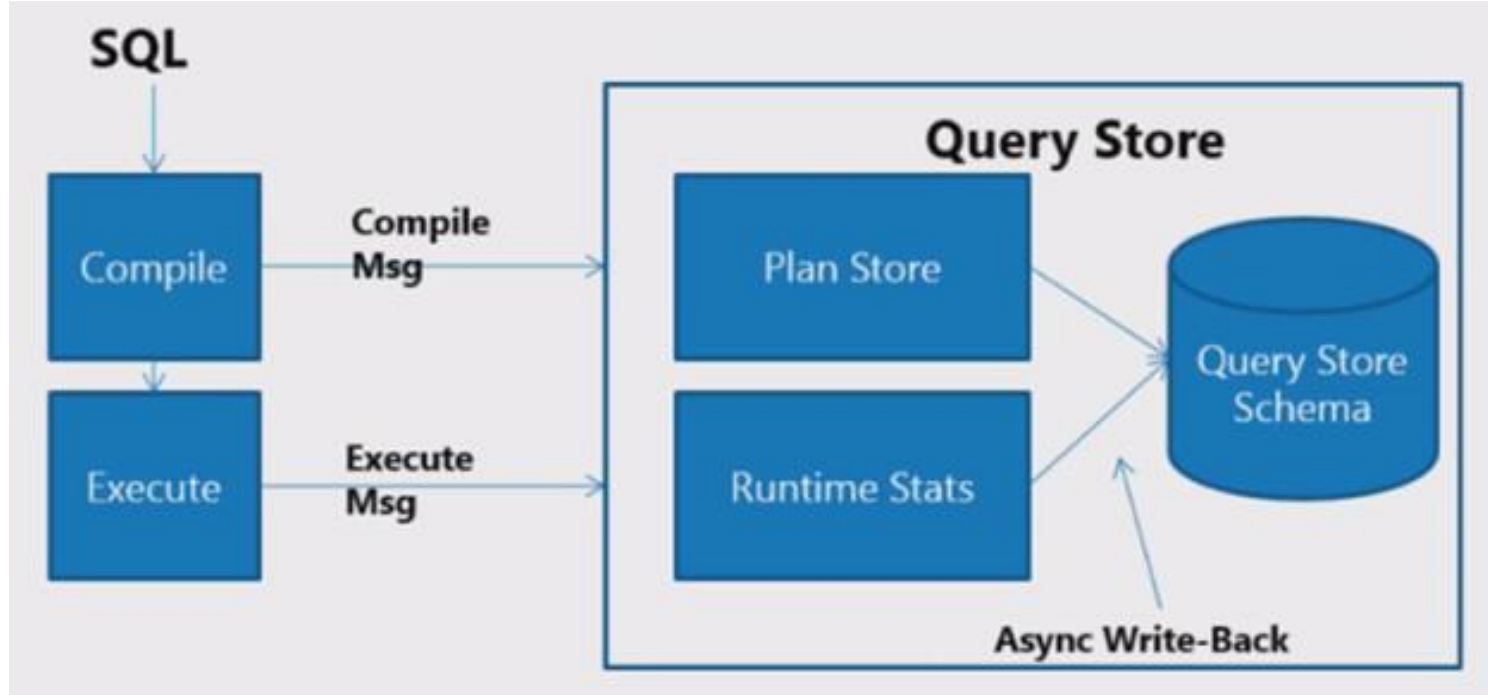 SQL
Query Store
Compile
Compile
Msg
Plan Store
Query Store
Schema
Execute
Execute
Msg
Runtime Stats
Async Write-Back